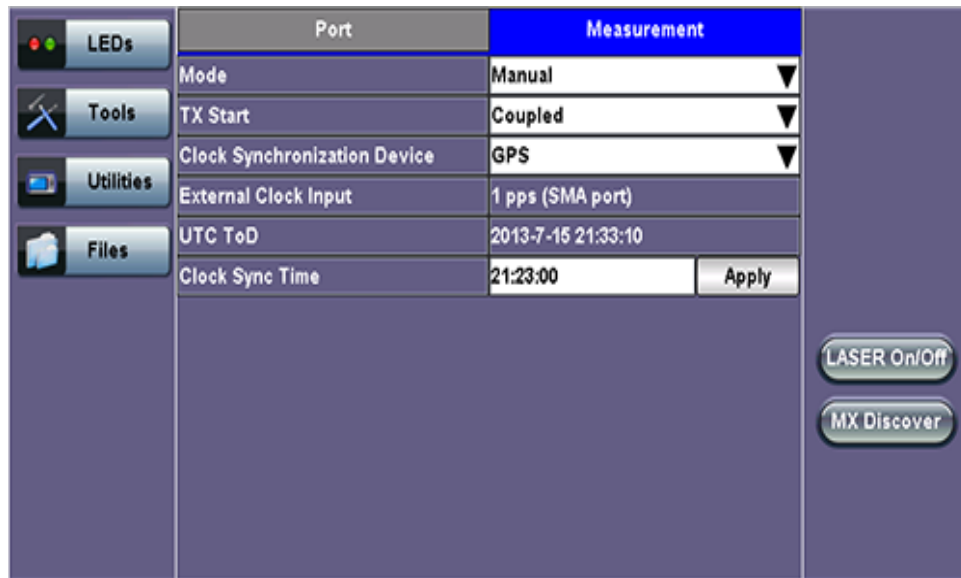 LEDs
Tools
Utilities
Files
Port Measurement
Mode Manual
TX Start Coupled
Clock Synchronization Device GPS
External Clock Input 1 pps (SMA port)
UTC ToD 2013-7-15 21:33:10
Clock Sync Time 21:23:00 Apply
LASER On/Off
MX Discover